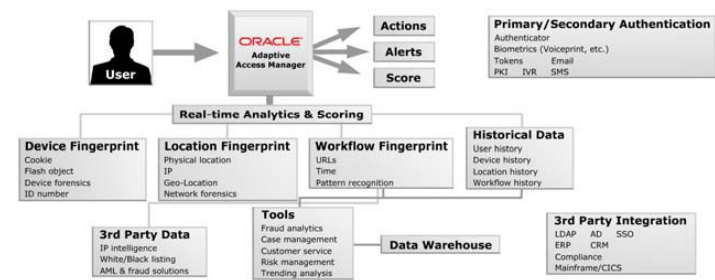 User
ORACLE
Adaptive
Access Manager
Actions
Alerts
Score
Primary/Secondary Authentication
Authenticator
Biometrics (Voiceprint, etc.)
Tokens Email
PKI IVR SMS
Real-time Analytics & Scoring
Device Fingerprint
Cookie
Flash object
Device forensics
ID number
Location Fingerprint
Physical location
IP
Geo-Location
Network forensics
Workflow Fingerprint
URLs
Time
Pattern recognition
Historical Data
User history
Device history
Location history
Workflow history
3rd Party Data
IP intelligence
White/Black listing
AML & fraud solutions
Tools
Fraud analytics
Case management
Customer service
Risk management
Trending analysis
Data Warehouse
3rd Party Integration
LDAP AD SSO
ERP CRM
Compliance
Mainframe/CICS